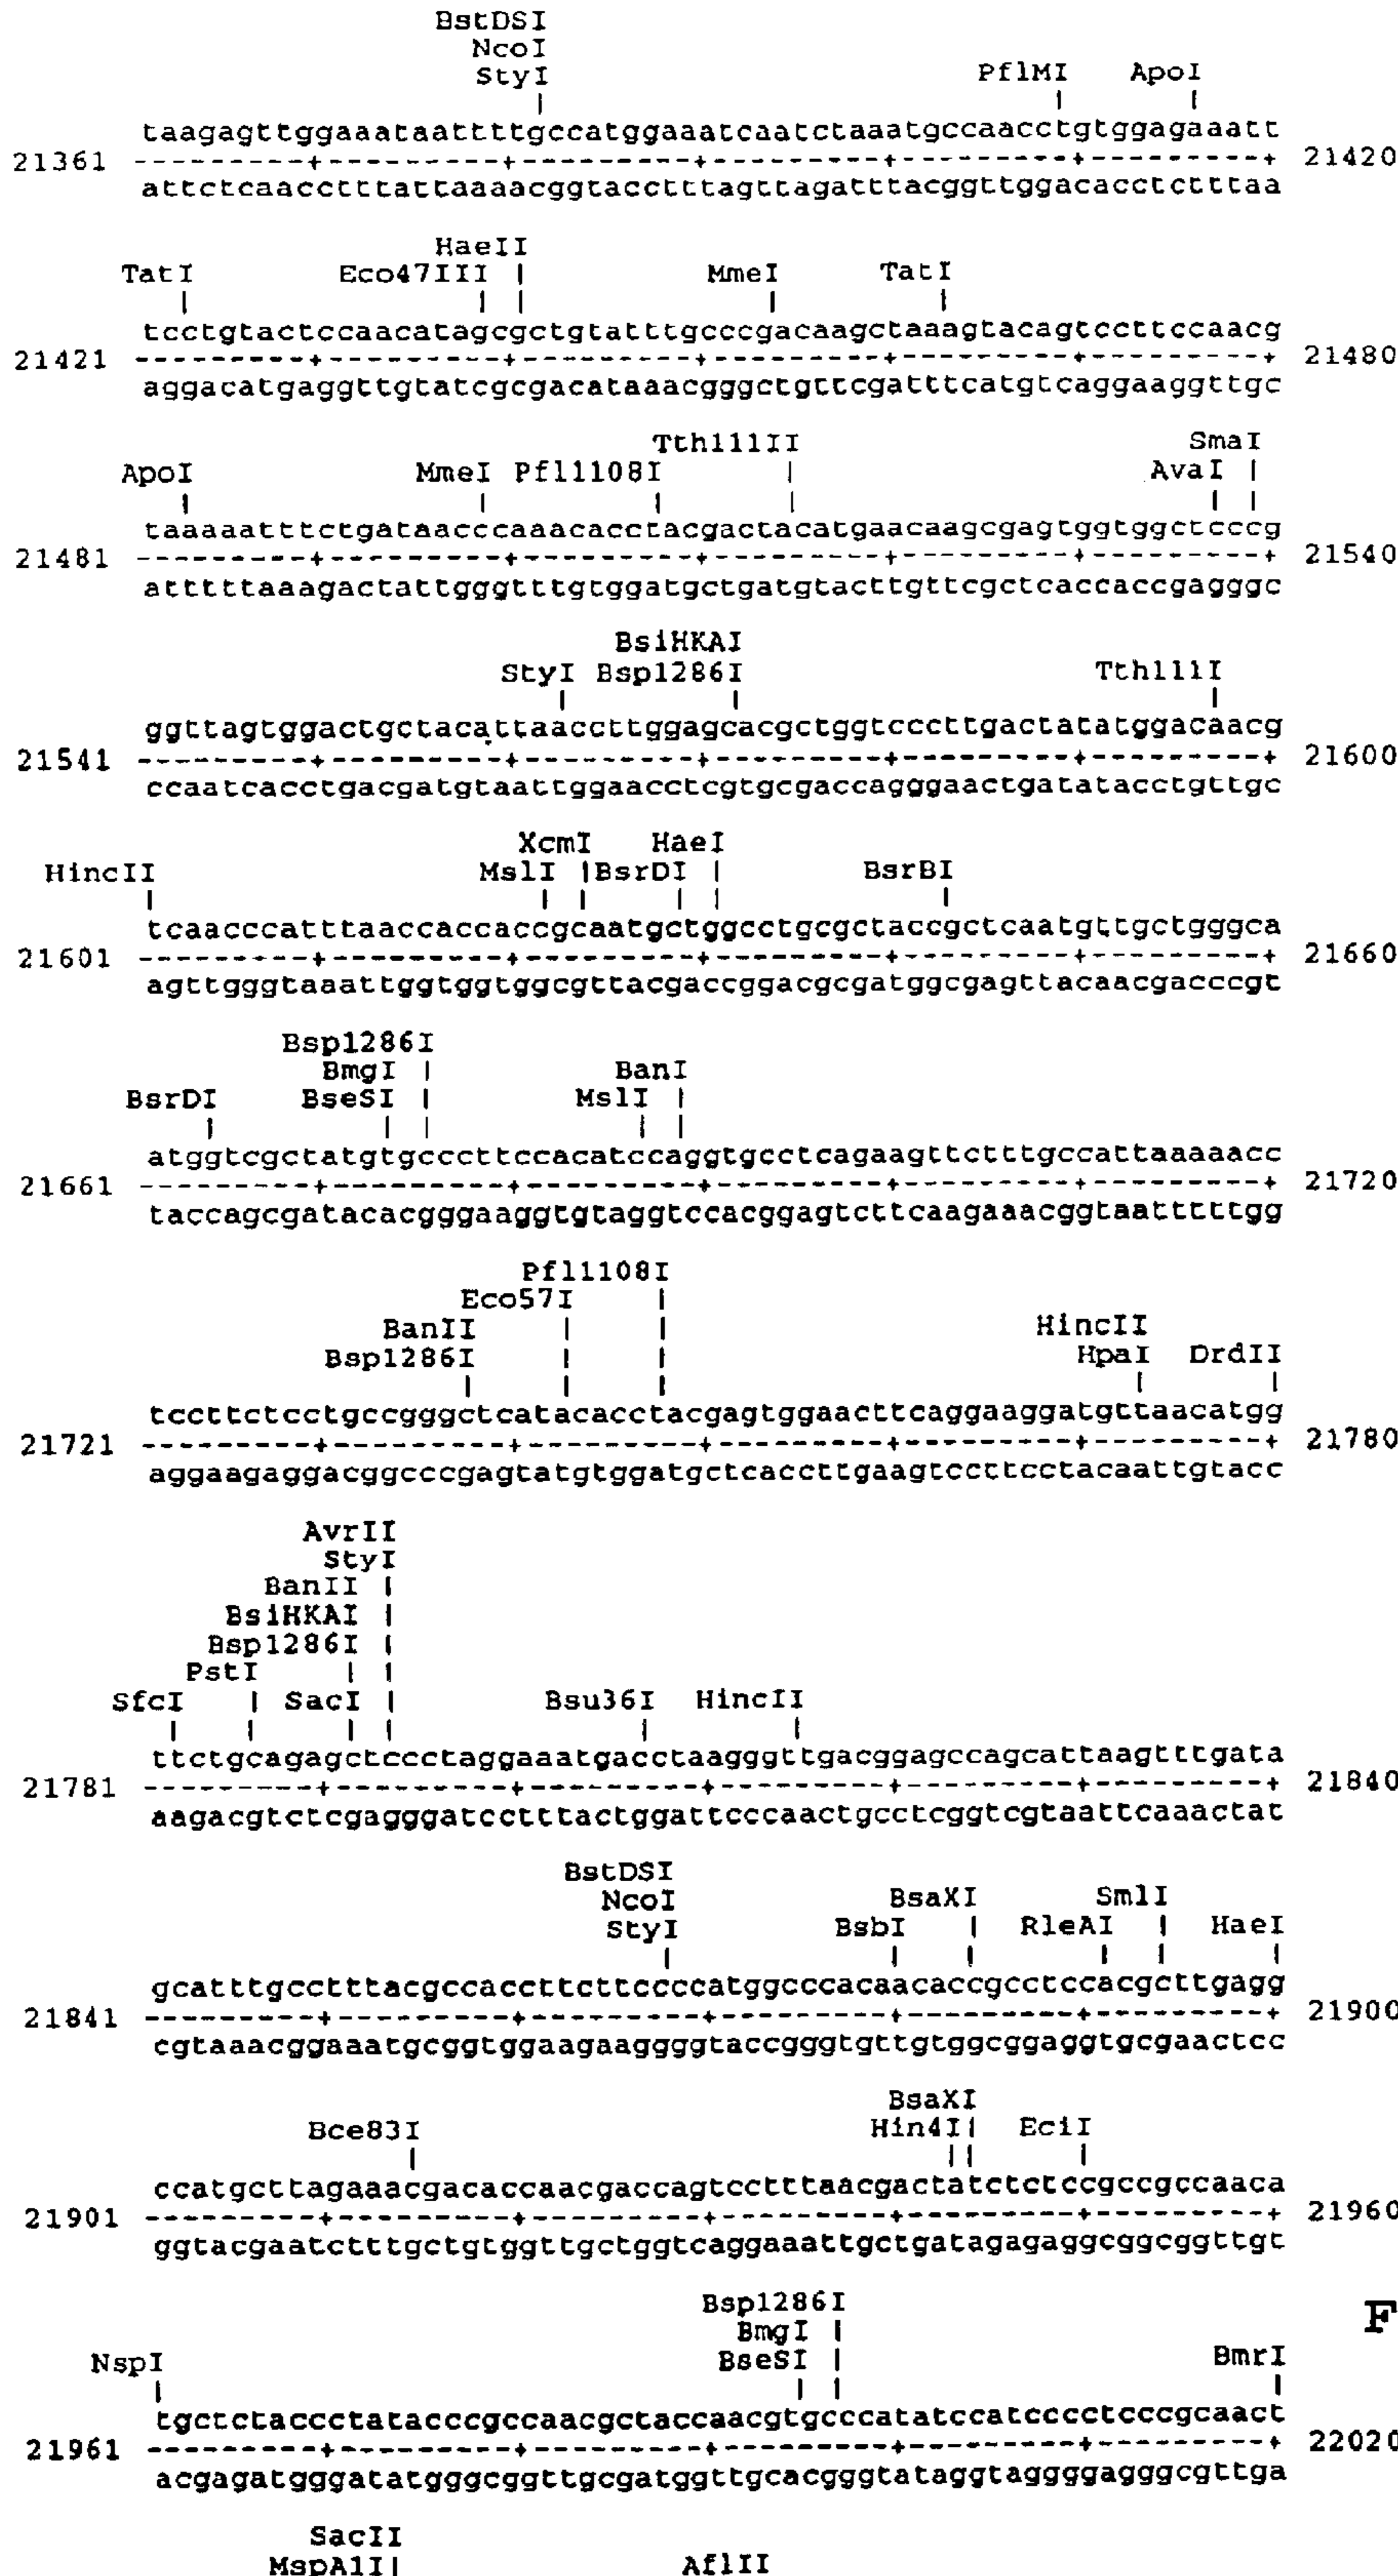 BstDSI
NcoI
StyI PflMI ApoI
taagagttggaaataattttgccatggaaatcaatctaaatgccaacctgtggagaaatt
21361 ---------+---------+---------+---------+---------+---------+ 21420
attctcaacctttattaaaacggtacctttagttagatttacggttggacacctctttaa
HaeII
TatI Eco47III | MmeI TatI
tcctgtactccaacatagcgctgtatttgcccgacaagctaaagtacagtccttccaacg
21421 ---------+---------+---------+---------+---------+---------+ 21480
aggacatgaggttgtatcgcgacataaacgggctgttcgatttcatgtcaggaaggttgc
Tth111II SmaI
ApoI MmeI Pfl1108I | AvaI |
taaaaatttctgataacccaaacacctacgactacatgaacaagcgagtggtggctcccg
21481 ---------+---------+---------+---------+---------+---------+ 21540
atttttaaagactattgggtttgtggatgctgatgtacttgttcgctcaccaccgagggc
BsiHKAI
StyI Bsp1286I Tth111I
ggttagtggactgctacattaaccttggagcacgctggtcccttgactatatggacaacg
21541 ---------+---------+---------+---------+---------+---------+ 21600
ccaatcacctgacgatgtaattggaacctcgtgcgaccagggaactgatatacctgttgc
XcmI HaeI
HincII MslI |BsrDI | BsrBI
tcaacccatttaaccaccaccgcaatgctggcctgcgctaccgctcaatgttgctgggca
21601 ---------+---------+---------+---------+---------+---------+ 21660
agttgggtaaattggtggtggcgttacgaccggacgcgatggcgagttacaacgacccgt
Bsp1286I
BmgI | BanI
BsrDI BseSI | MslI |
atggtcgctatgtgcccttccacatccaggtgcctcagaagttctttgccattaaaaacc
21661 ---------+---------+---------+---------+---------+---------+ 21720
taccagcgatacacgggaaggtgtaggtccacggagtcttcaagaaacggtaatttttgg
Pfl1108I
Eco57I |
BanII | | HincII
Bsp1286I | | HpaI DrdII
tccttctcctgccgggctcatacacctacgagtggaacttcaggaaggatgttaacatgg
21721 ---------+---------+---------+---------+---------+---------+ 21780
aggaagaggacggcccgagtatgtggatgctcaccttgaagtccttcctacaattgtacc
AvrII
StyI
BanII |
BsiHKAI |
Bsp1286I |
PstI | |
SfcI | SacI | Bsu36I HincII
ttctgcagagctccctaggaaatgacctaagggttgacggagccagcattaagtttgata
21781 ---------+---------+---------+---------+---------+---------+ 21840
aagacgtctcgagggatcctttactggattcccaactgcctcggtcgtaattcaaactat
BstDSI
NcoI BsaXI SmlI
StyI BsbI | RleAI | HaeI
gcatttgcctttacgccaccttcttccccatggcccacaacaccgcctccacgcttgagg
21841 ---------+---------+---------+---------+---------+---------+ 21900
cgtaaacggaaatgcggtggaagaaggggtaccgggtgttgtggcggaggtgcgaactcc
BsaXI
Bce83I Hin4I| EciI
ccatgcttagaaacgacaccaacgaccagtcctttaacgactatctctccgccgccaaca
21901 ---------+---------+---------+---------+---------+---------+ 21960
ggtacgaatctttgctgtggttgctggtcaggaaattgctgatagagaggcggcggttgt
Bsp1286I
F
BmgI |
NspI BseSI | BmrI
tgctctaccctatacccgccaacgctaccaacgtgcccatatccatcccctcccgcaact
21961 ---------+---------+---------+---------+---------+---------+ 22020
acgagatgggatatgggcggttgcgatggttgcacgggtataggtaggggagggcgttga
SacII
MspA1I| AflII